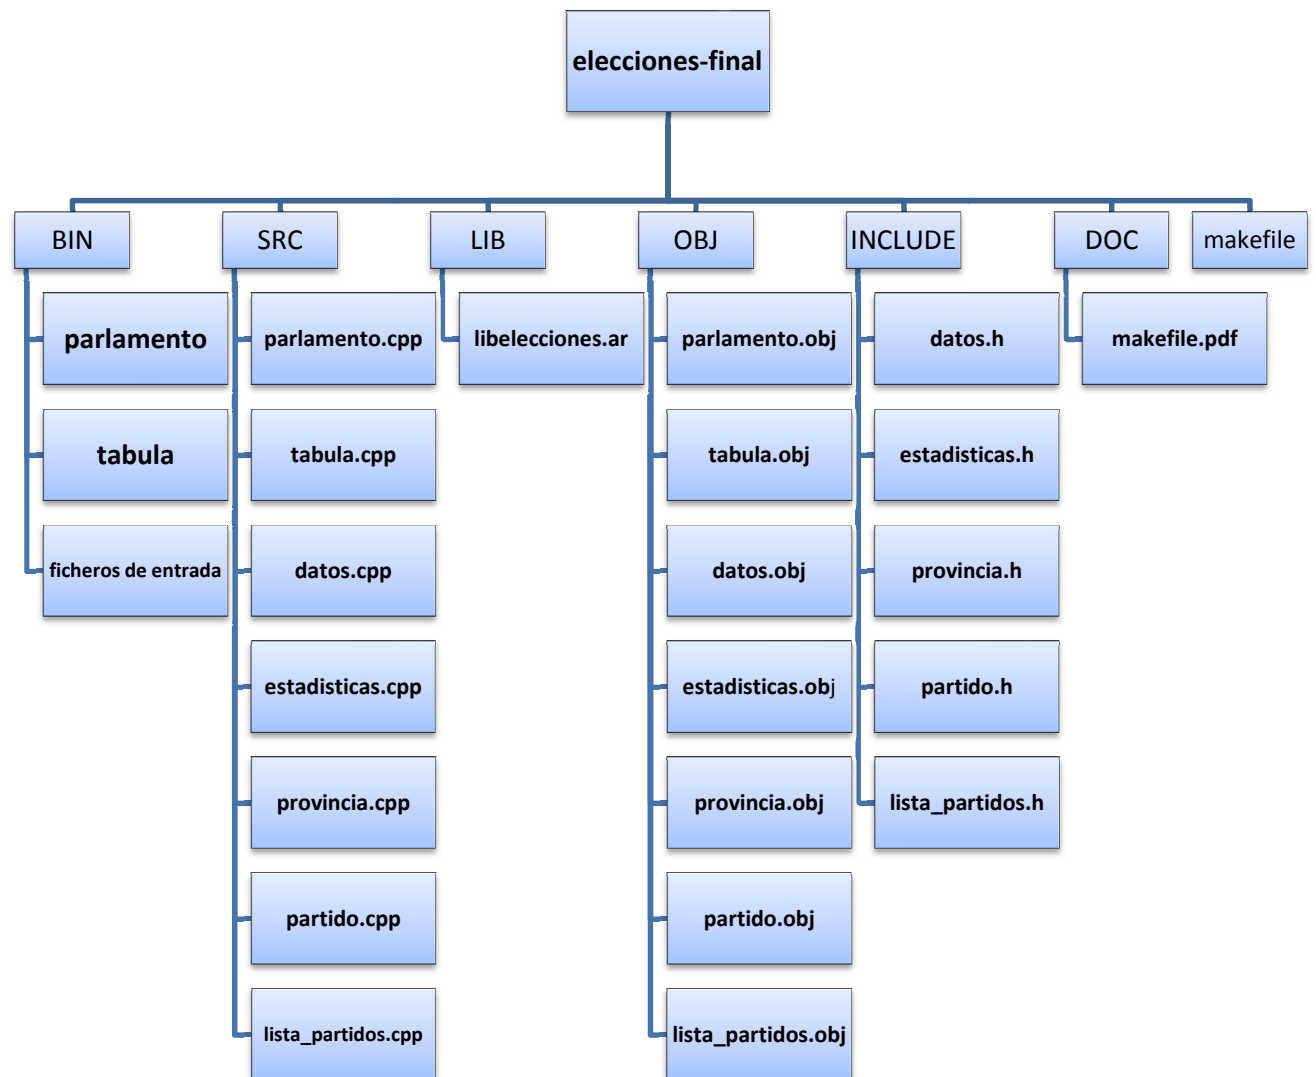 elecciones-final
BIN
SRC
LIB
OBJ
INCLUDE
DOC
makefile
parlamento
parlamento.cpp
libelecciones.ar
parlamento.obj
datos.h
makefile.pdf
tabula
tabula.cpp
tabula.obj
estadisticas.h
ficheros de entrada
datos.cpp
datos.obj
provincia.h
estadisticas.cpp
estadisticas.obj
partido.h
provincia.cpp
provincia.obj
lista_partidos.h
partido.cpp
partido.obj
lista_partidos.cpp
lista_partidos.obj